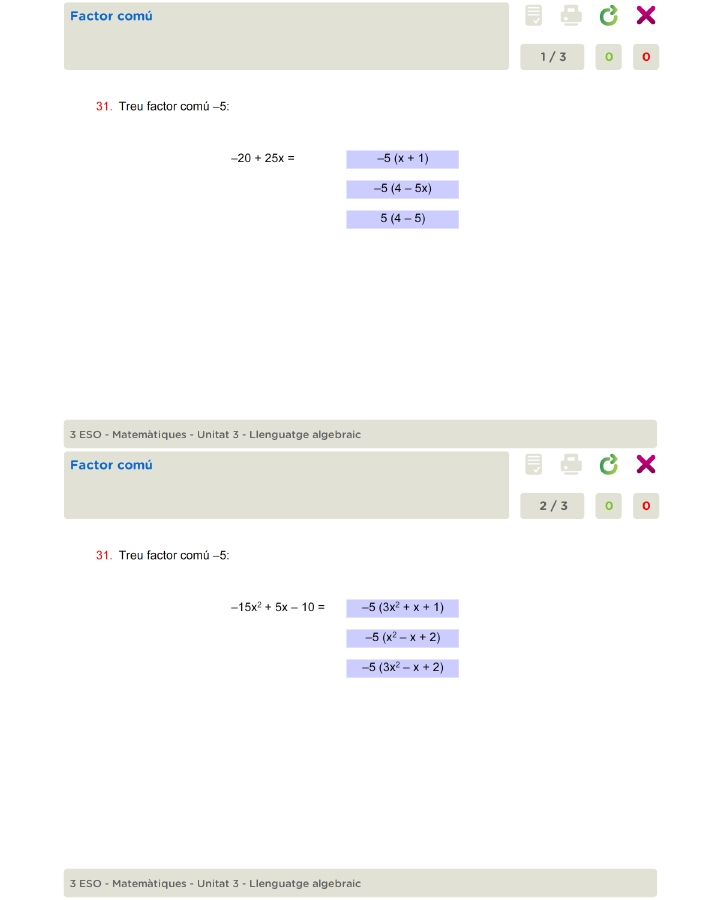 Factor comú
1 / 3 0 0
31. Treu factor comú –5:
–20 + 25x = –5 (x + 1)
–5 (4 – 5x)
5 (4 – 5)
3 ESO - Matemàtiques - Unitat 3 - Llenguatge algebraic
Factor comú
2 / 3 0 0
31. Treu factor comú –5:
–15x² + 5x – 10 = –5 (3x² + x + 1)
–5 (x² – x + 2)
–5 (3x² – x + 2)
3 ESO - Matemàtiques - Unitat 3 - Llenguatge algebraic